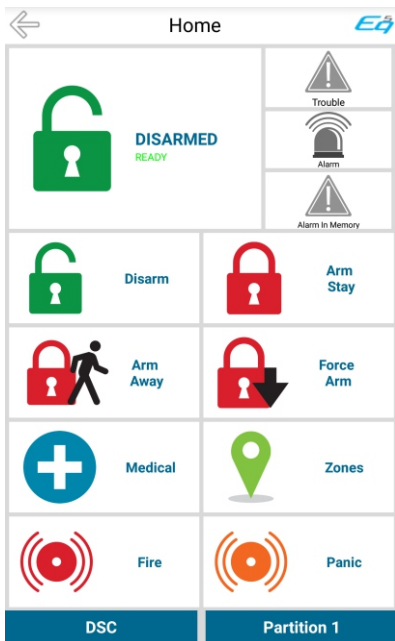 Home
Eq
DISARMED
READY
Trouble
Alarm
Alarm In Memory
Disarm
Arm
Stay
Arm
Away
Force
Arm
Medical
Zones
Fire
Panic
DSC
Partition 1